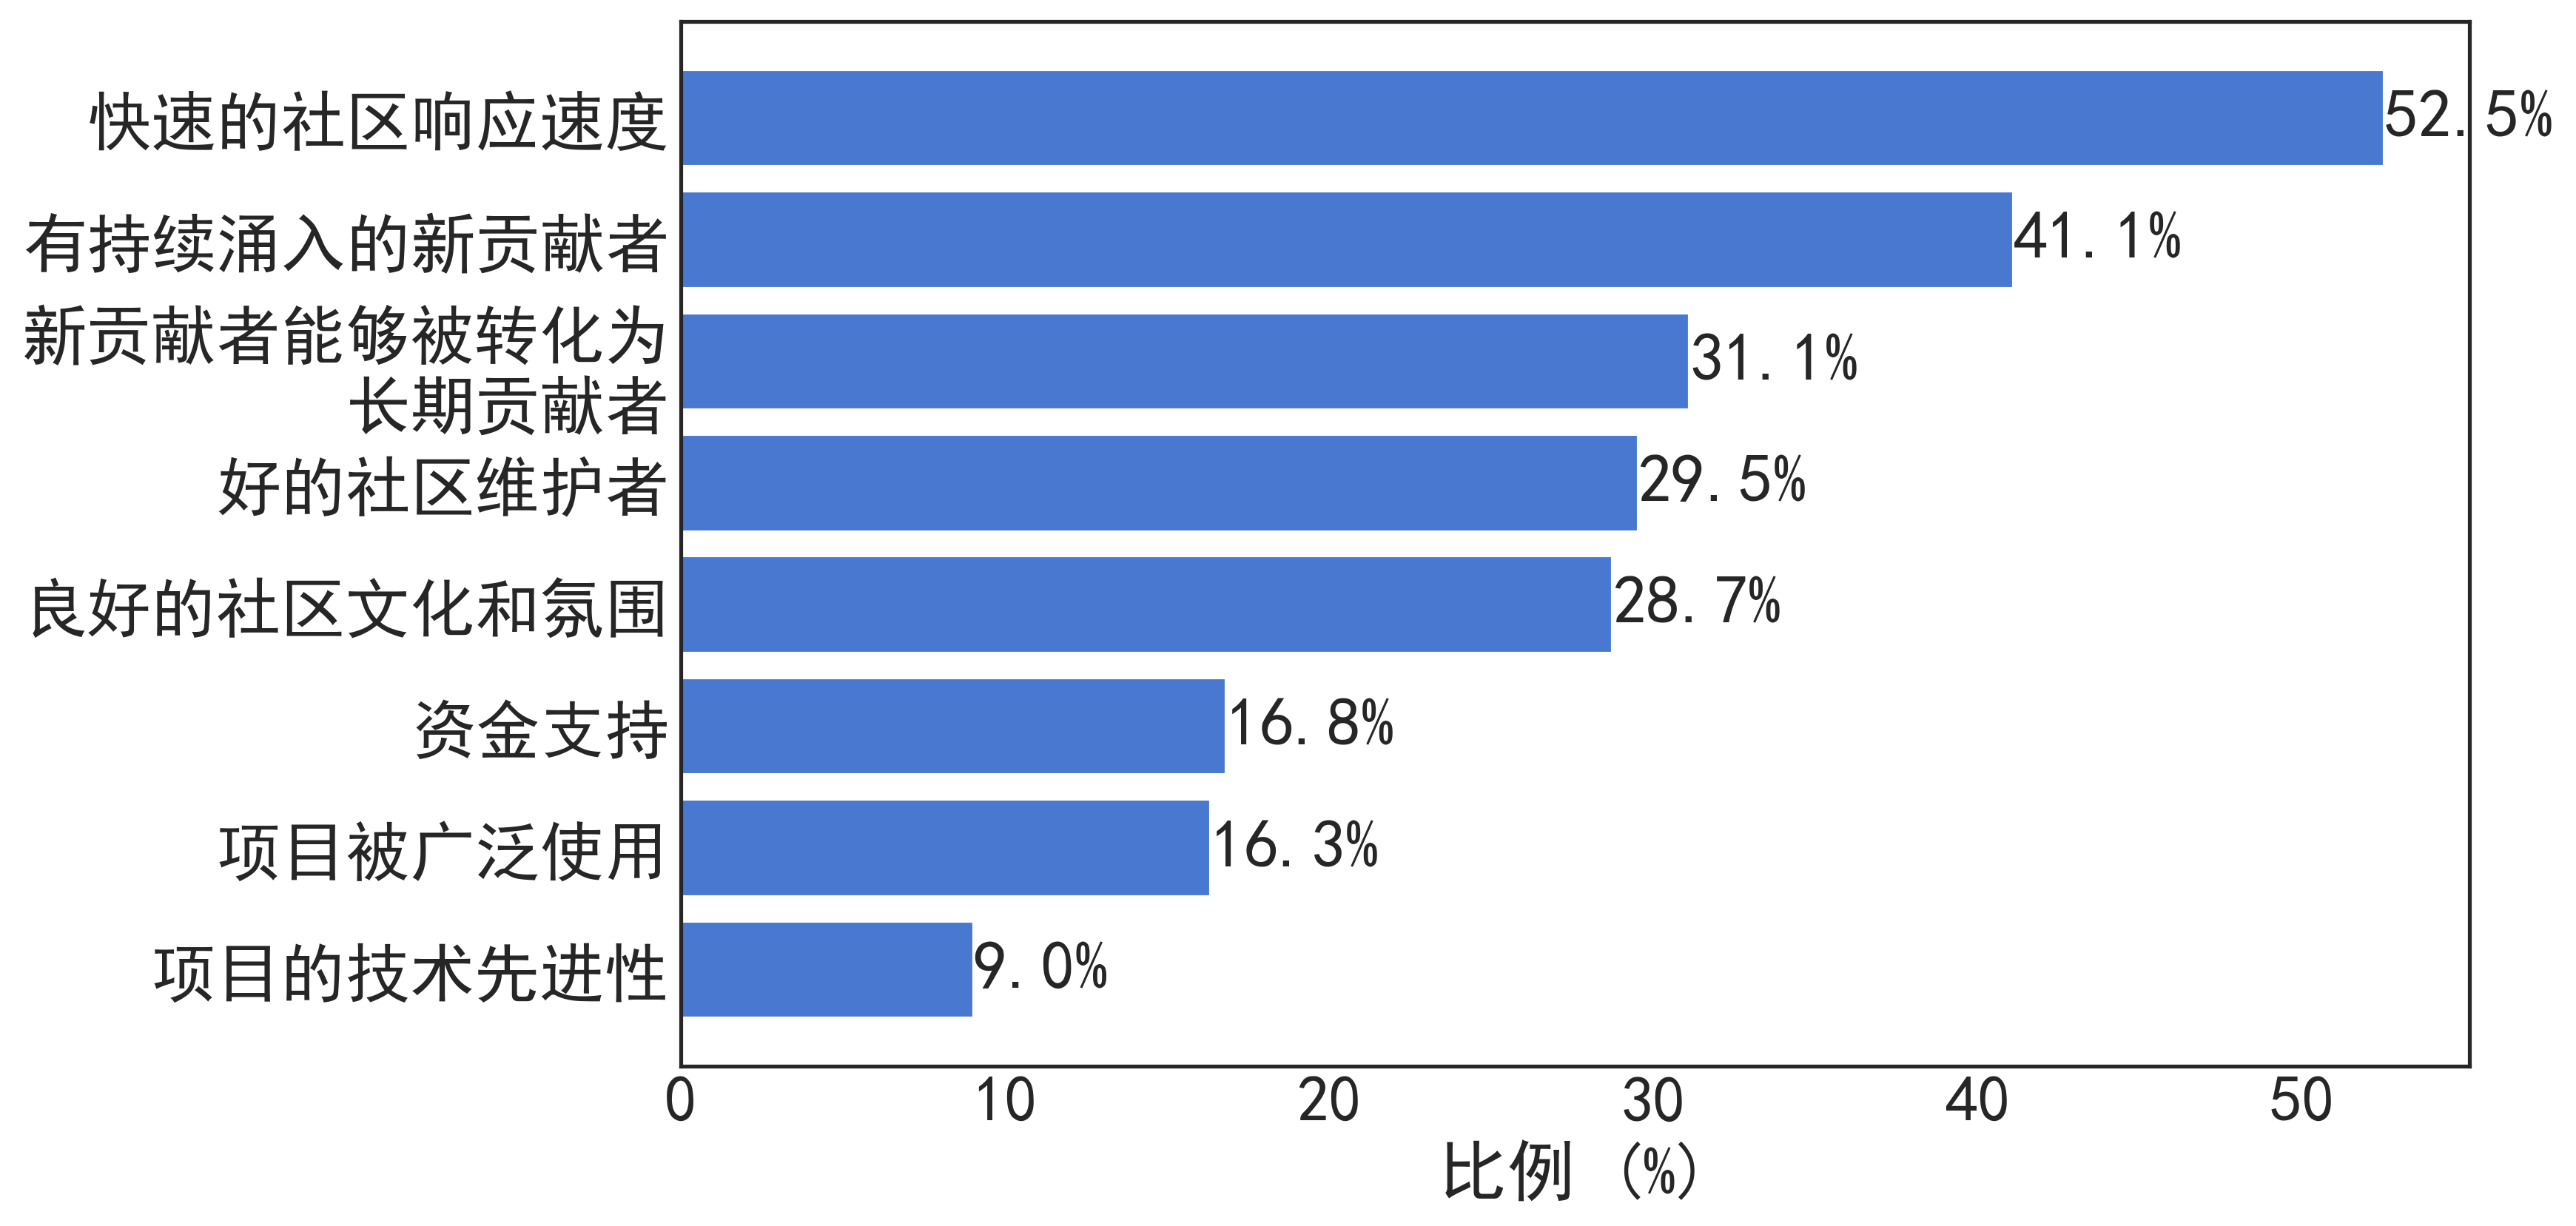 快速的社区响应速度
52.5%
有持续涌入的新贡献者
41.1%
新贡献者能够被转化为
长期贡献者
31.1%
好的社区维护者
29.5%
良好的社区文化和氛围
28.7%
资金支持
16.8%
项目被广泛使用
16.3%
项目的技术先进性
9.0%
0 10 20 30 40 50
比例 (%)